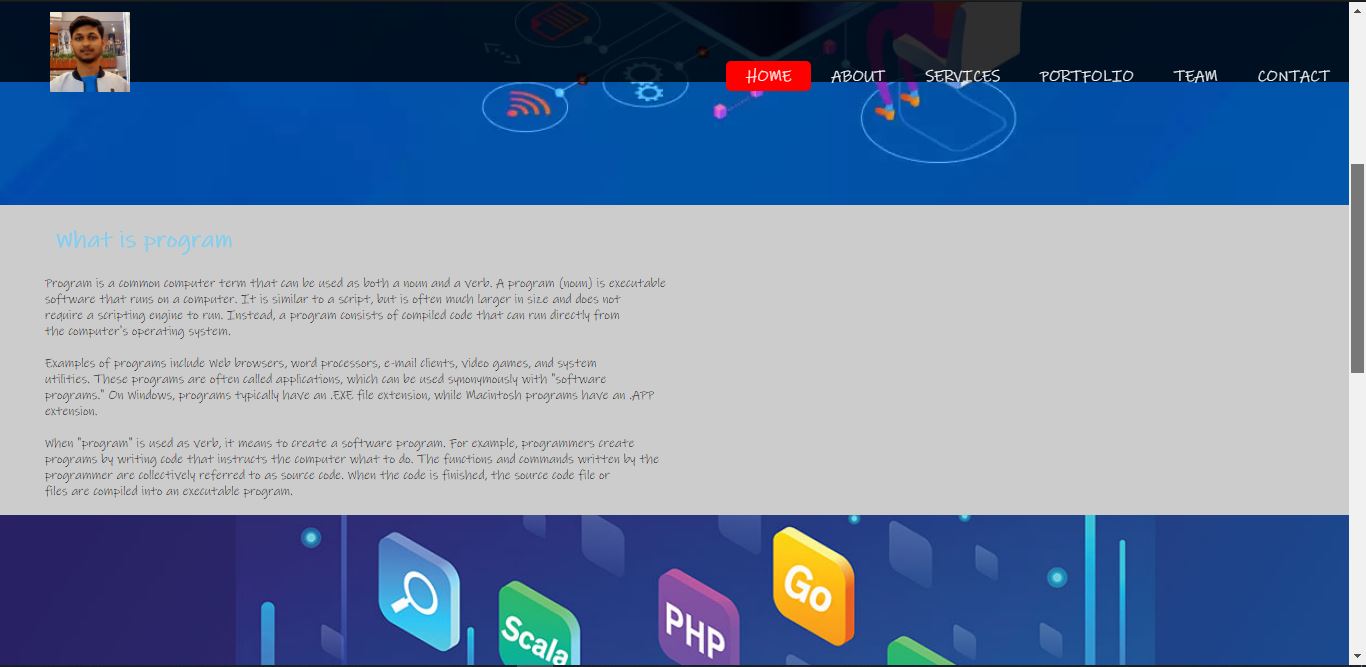 HOME ABOUT SERVICES PORTFOLIO TEAM CONTACT
What is program
Program is a common computer term that can be used as both a noun and a verb. A program (noun) is executable
software that runs on a computer. It is similar to a script, but is often much larger in size and does not
require a scripting engine to run. Instead, a program consists of compiled code that can run directly from
the computer's operating system.
Examples of programs include Web browsers, word processors, e-mail clients, video games, and system
utilities. These programs are often called applications, which can be used synonymously with "software
programs." On Windows, programs typically have an .EXE file extension, while Macintosh programs have an .APP
extension.
When "program" is used as verb, it means to create a software program. For example, programmers create
programs by writing code that instructs the computer what to do. The functions and commands written by the
programmer are collectively referred to as source code. When the code is finished, the source code file or
files are compiled into an executable program.
Go
PHP
Scala